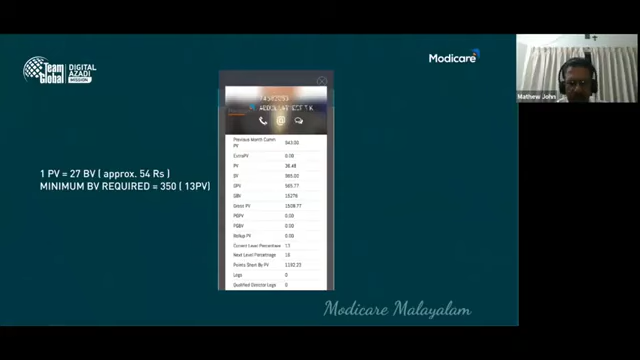 Team
Global
DIGITAL
AZADI
MISSION
Modicare
Mathew John
1 PV = 27 BV ( approx. 54 Rs )
MINIMUM BV REQUIRED = 350 ( 13PV)
Previous Month Cumm 943.00
PV
ExtraPV 0.00
PV 36.48
BV 985.00
GPV 565.77
GBV 15276
Gross PV 1508.77
PGPV 0.00
PGBV 0.00
Rollup PV 0.00
Current Level Percentage
Next Level Percentage 10
Points Short By PV 1192.23
Legs 0
Qualified Director Legs 0
Modicare Malayalam